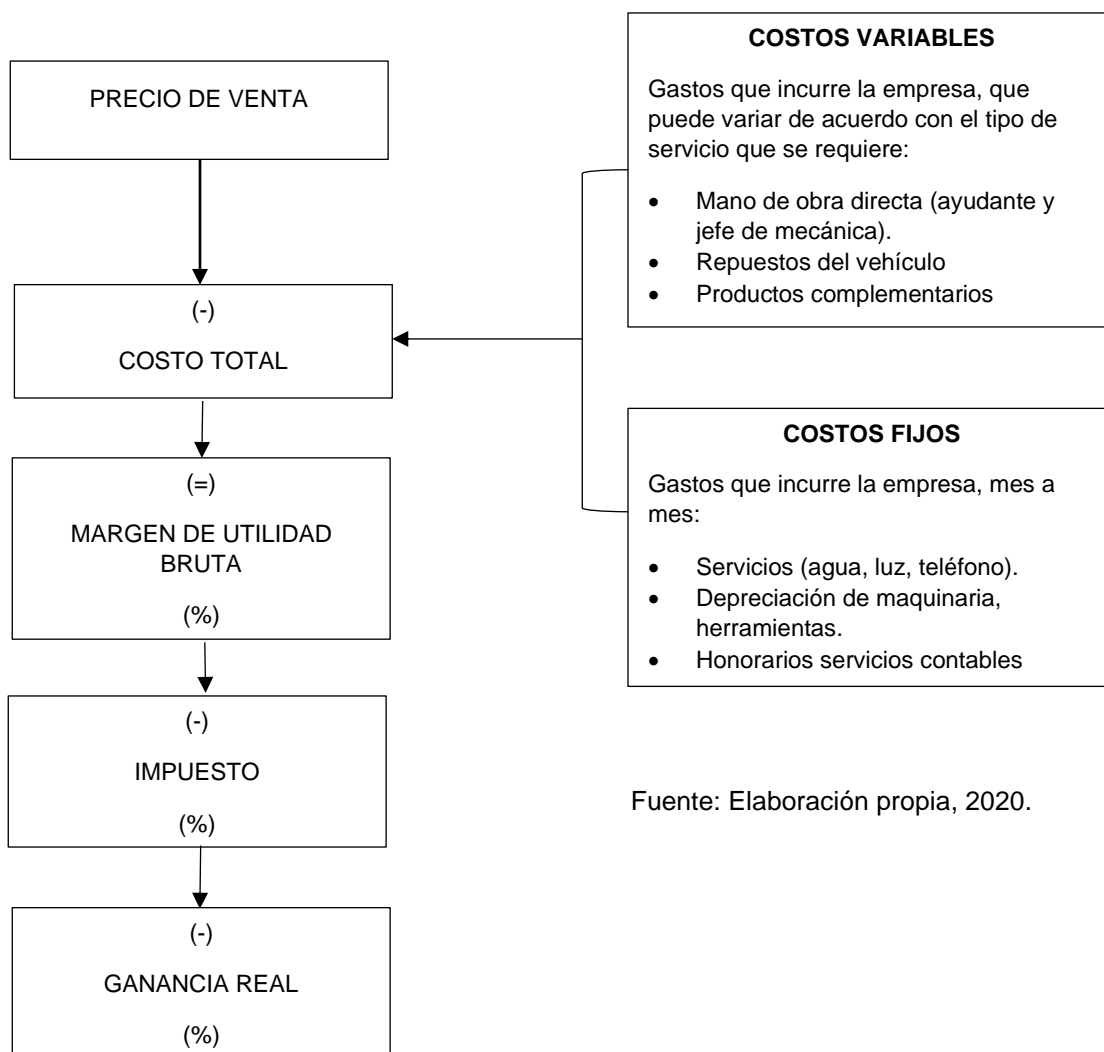 PRECIO DE VENTA
(-)
COSTO TOTAL
(=)
MARGEN DE UTILIDAD
BRUTA
(%)
(-)
IMPUESTO
(%)
(-)
GANANCIA REAL
(%)
COSTOS VARIABLES
Gastos que incurre la empresa, que
puede variar de acuerdo con el tipo de
servicio que se requiere:
• Mano de obra directa (ayudante y
jefe de mecánica).
• Repuestos del vehículo
• Productos complementarios
COSTOS FIJOS
Gastos que incurre la empresa, mes a
mes:
• Servicios (agua, luz, teléfono).
• Depreciación de maquinaria,
herramientas.
• Honorarios servicios contables
Fuente: Elaboración propia, 2020.